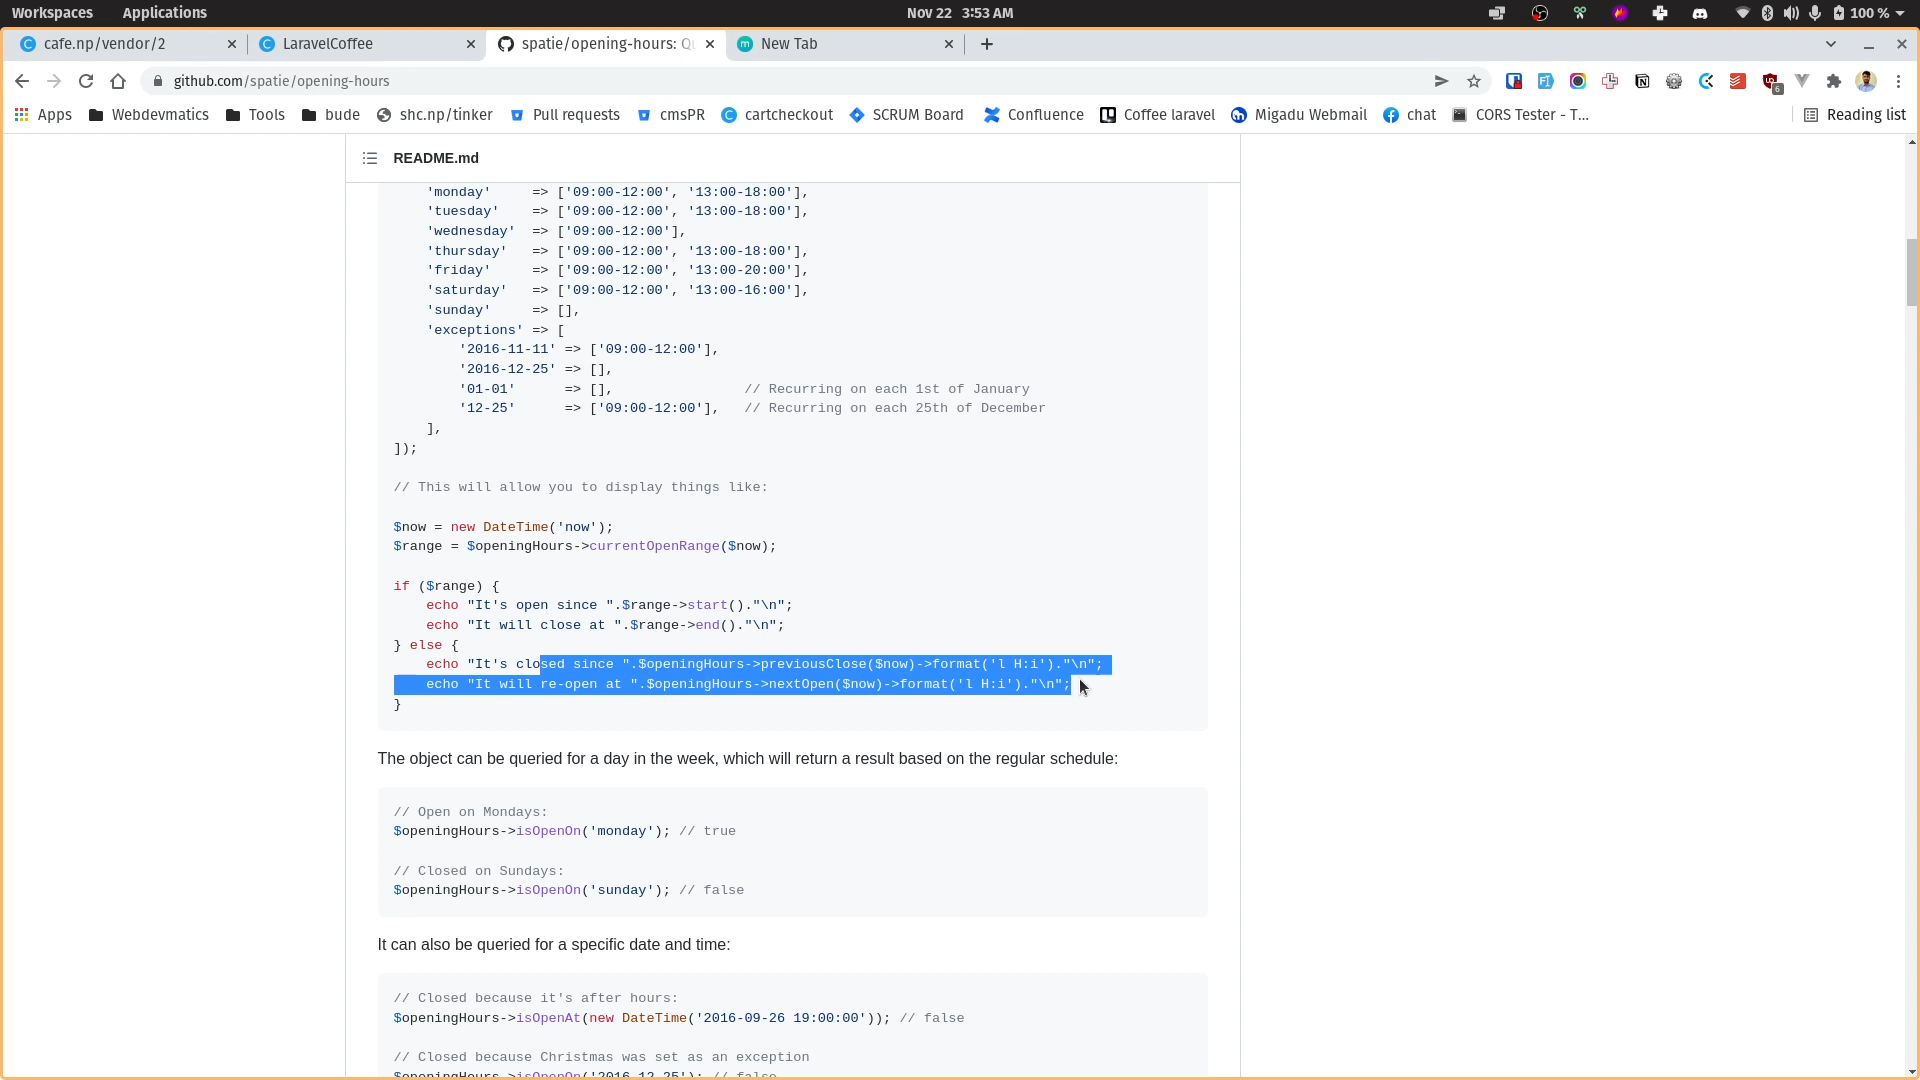 Workspaces Applications Nov 22 3:53 AM 100 %
cafe.np/vendor/2 LaravelCoffee spatie/opening-hours: Qu New Tab
github.com/spatie/opening-hours
Apps Webdevmatics Tools bude shc.np/tinker Pull requests cmsPR cartcheckout SCRUM Board Confluence Coffee laravel Migadu Webmail chat CORS Tester - T... Reading list
README.md
'monday' => ['09:00-12:00', '13:00-18:00'],
'tuesday' => ['09:00-12:00', '13:00-18:00'],
'wednesday' => ['09:00-12:00'],
'thursday' => ['09:00-12:00', '13:00-18:00'],
'friday' => ['09:00-12:00', '13:00-20:00'],
'saturday' => ['09:00-12:00', '13:00-16:00'],
'sunday' => [],
'exceptions' => [
'2016-11-11' => ['09:00-12:00'],
'2016-12-25' => [],
'01-01' => [], // Recurring on each 1st of January
'12-25' => ['09:00-12:00'], // Recurring on each 25th of December
],
]);
// This will allow you to display things like:
$now = new DateTime('now');
$range = $openingHours->currentOpenRange($now);
if ($range) {
echo "It's open since ".$range->start()."\n";
echo "It will close at ".$range->end()."\n";
} else {
echo "It's closed since ".$openingHours->previousClose($now)->format('l H:i')."\n";
echo "It will re-open at ".$openingHours->nextOpen($now)->format('l H:i')."\n";
}
The object can be queried for a day in the week, which will return a result based on the regular schedule:
// Open on Mondays:
$openingHours->isOpenOn('monday'); // true
// Closed on Sundays:
$openingHours->isOpenOn('sunday'); // false
It can also be queried for a specific date and time:
// Closed because it's after hours:
$openingHours->isOpenAt(new DateTime('2016-09-26 19:00:00')); // false
// Closed because Christmas was set as an exception
$openingHours->isOpenOn('2016-12-25'); // false